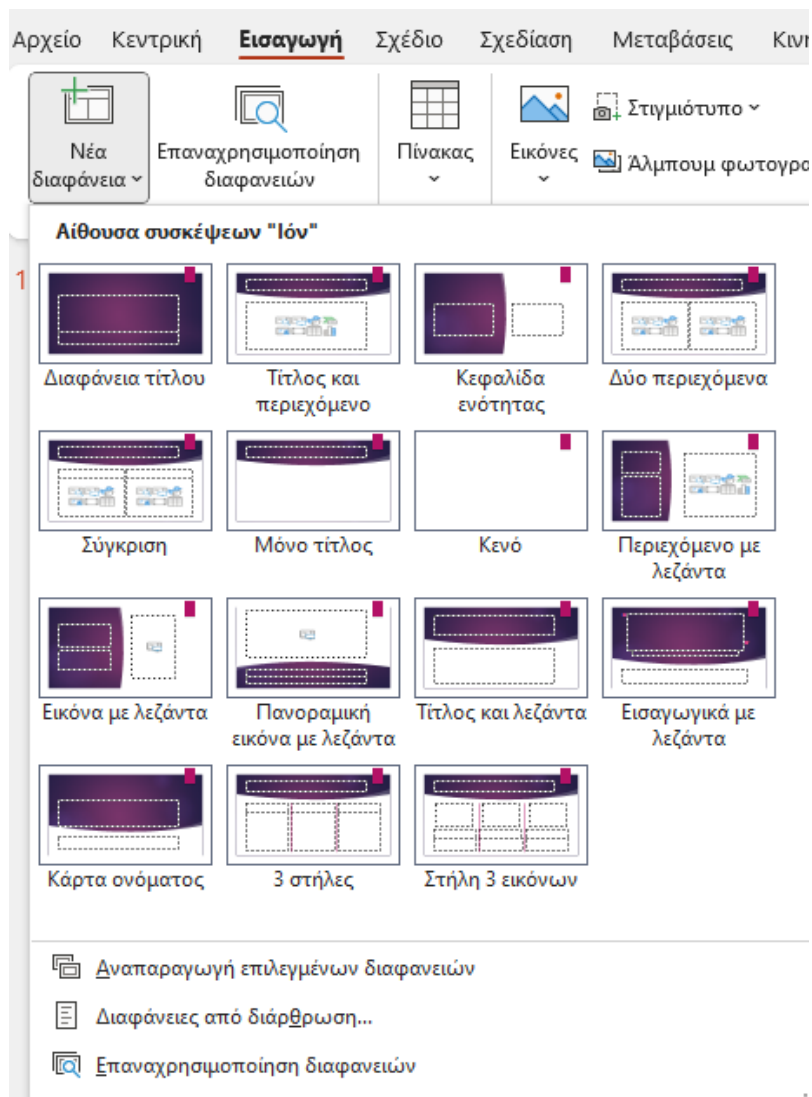 Αρχείο Κεντρική Εισαγωγή Σχέδιο Σχεδίαση Μεταβάσεις
Νέα διαφάνεια
Επαναχρησιμοποίηση διαφανειών
Πίνακας
Εικόνες
Στιγμιότυπο
Άλμπουμ φωτογρα
Αίθουσα συσκέψεων "Ιόν"
1
Διαφάνεια τίτλου
Τίτλος και
περιεχόμενο
Κεφαλίδα
ενότητας
Δύο περιεχόμενα
Σύγκριση
Μόνο τίτλος
Κενό
Περιεχόμενο με
λεζάντα
Εικόνα με λεζάντα
Πανοραμική
εικόνα με λεζάντα
Τίτλος και λεζάντα
Εισαγωγικά με
λεζάντα
Κάρτα ονόματος
3 στήλες
Στήλη 3 εικόνων
Αναπαραγωγή επιλεγμένων διαφανειών
Διαφάνειες από διάρθρωση...
Επαναχρησιμοποίηση διαφανειών